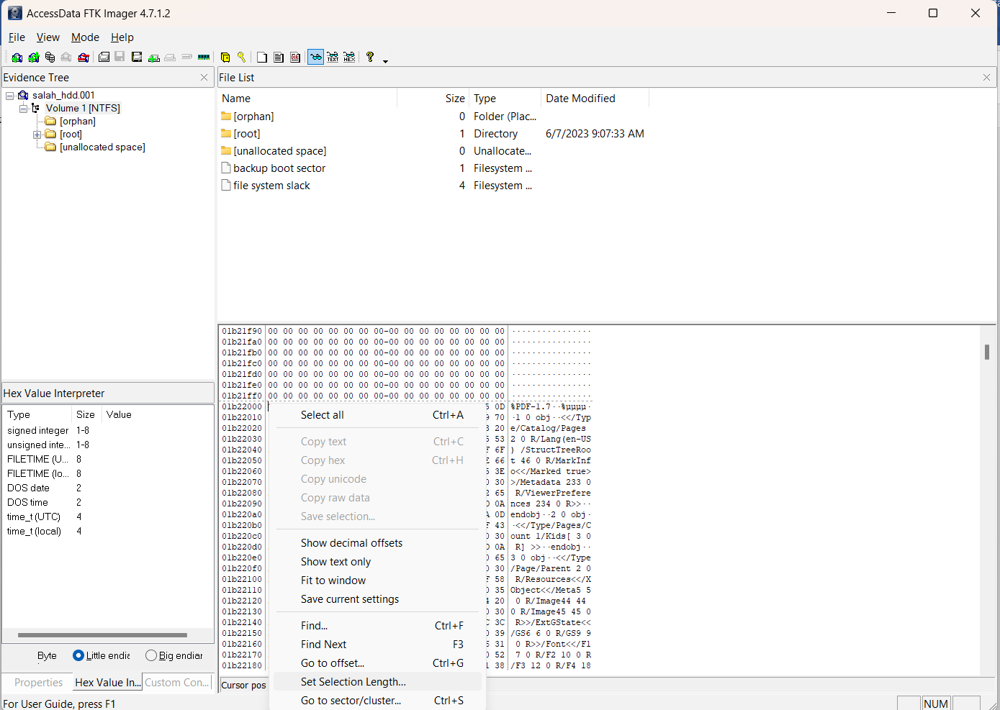 AccessData FTK Imager 4.7.1.2
File View Mode Help
Evidence Tree
salah_hdd.001
Volume 1 [NTFS]
[orphan]
[root]
[unallocated space]
File List
Name Size Type Date Modified
[orphan] 0 Folder (Plac...
[root] 1 Directory 6/7/2023 9:07:33 AM
[unallocated space] 0 Unallocate...
backup boot sector 1 Filesystem ...
file system slack 4 Filesystem ...
Hex Value Interpreter
Type Size Value
signed integer 1-8
unsigned inte... 1-8
FILETIME (U... 8
FILETIME (lo... 8
DOS date 2
DOS time 2
time_t (UTC) 4
time_t (local) 4
Byte Little endia Big endian
Properties Hex Value In... Custom Con...
For User Guide, press F1
01b21f90 00 00 00 00 00 00 00 00-00 00 00 00 00 00 00 00 ................
01b21fa0 00 00 00 00 00 00 00 00-00 00 00 00 00 00 00 00 ................
01b21fb0 00 00 00 00 00 00 00 00-00 00 00 00 00 00 00 00 ................
01b21fc0 00 00 00 00 00 00 00 00-00 00 00 00 00 00 00 00 ................
01b21fd0 00 00 00 00 00 00 00 00-00 00 00 00 00 00 00 00 ................
01b21fe0 00 00 00 00 00 00 00 00-00 00 00 00 00 00 00 00 ................
01b21ff0 00 00 00 00 00 00 00 00-00 00 00 00 00 00 00 00 ................
01b22000 5 0D %PDF-1.7··%µµµµ·
01b22010 9 70 ·1 0 obj··<</Typ
01b22020 3 20 e/Catalog/Pages
01b22030 5 53 2 0 R/Lang(en-US
01b22040 F 6F ) /StructTreeRoo
01b22050 E 66 t 46 0 R/MarkInf
01b22060 5 3E o<</Marked true>
01b22070 0 30 >/Metadata 233 0
01b22080 2 65 R/ViewerPrefere
01b22090 0 0A nces 234 0 R>>··
01b220a0 A 0D endobj··2 0 obj·
01b220b0 F 43 ·<</Type/Pages/C
01b220c0 0 30 ount 1/Kids[ 3 0
01b220d0 0 0A R] >>··endobj··
01b220e0 0 65 3 0 obj··<</Type
01b220f0 0 30 /Page/Parent 2 0
01b22100 F 58 R/Resources<</X
01b22110 0 35 Object<</Meta5 5
01b22120 4 20 0 R/Image44 44
01b22130 0 30 0 R/Image45 45 0
01b22140 C 3C R>>/ExtGState<<
01b22150 0 39 /GS6 6 0 R/GS9 9
01b22160 6 31 0 R>>/Font<</F1
01b22170 0 52 7 0 R/F2 10 0 R
01b22180 1 38 /F3 12 0 R/F4 18
Select all Ctrl+A
Copy text Ctrl+C
Copy hex Ctrl+H
Copy unicode
Copy raw data
Save selection...
Show decimal offsets
Show text only
Fit to window
Save current settings
Find... Ctrl+F
Find Next F3
Go to offset... Ctrl+G
Set Selection Length...
Go to sector/cluster... Ctrl+S
Cursor pos
NUM